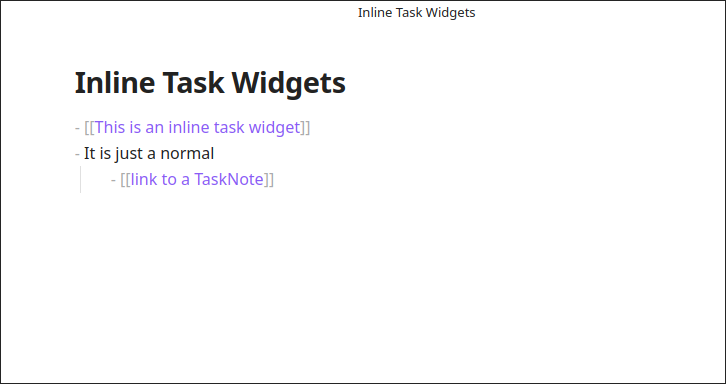 Inline Task Widgets
Inline Task Widgets
- [[This is an inline task widget]]
- It is just a normal
- [[link to a TaskNote]]